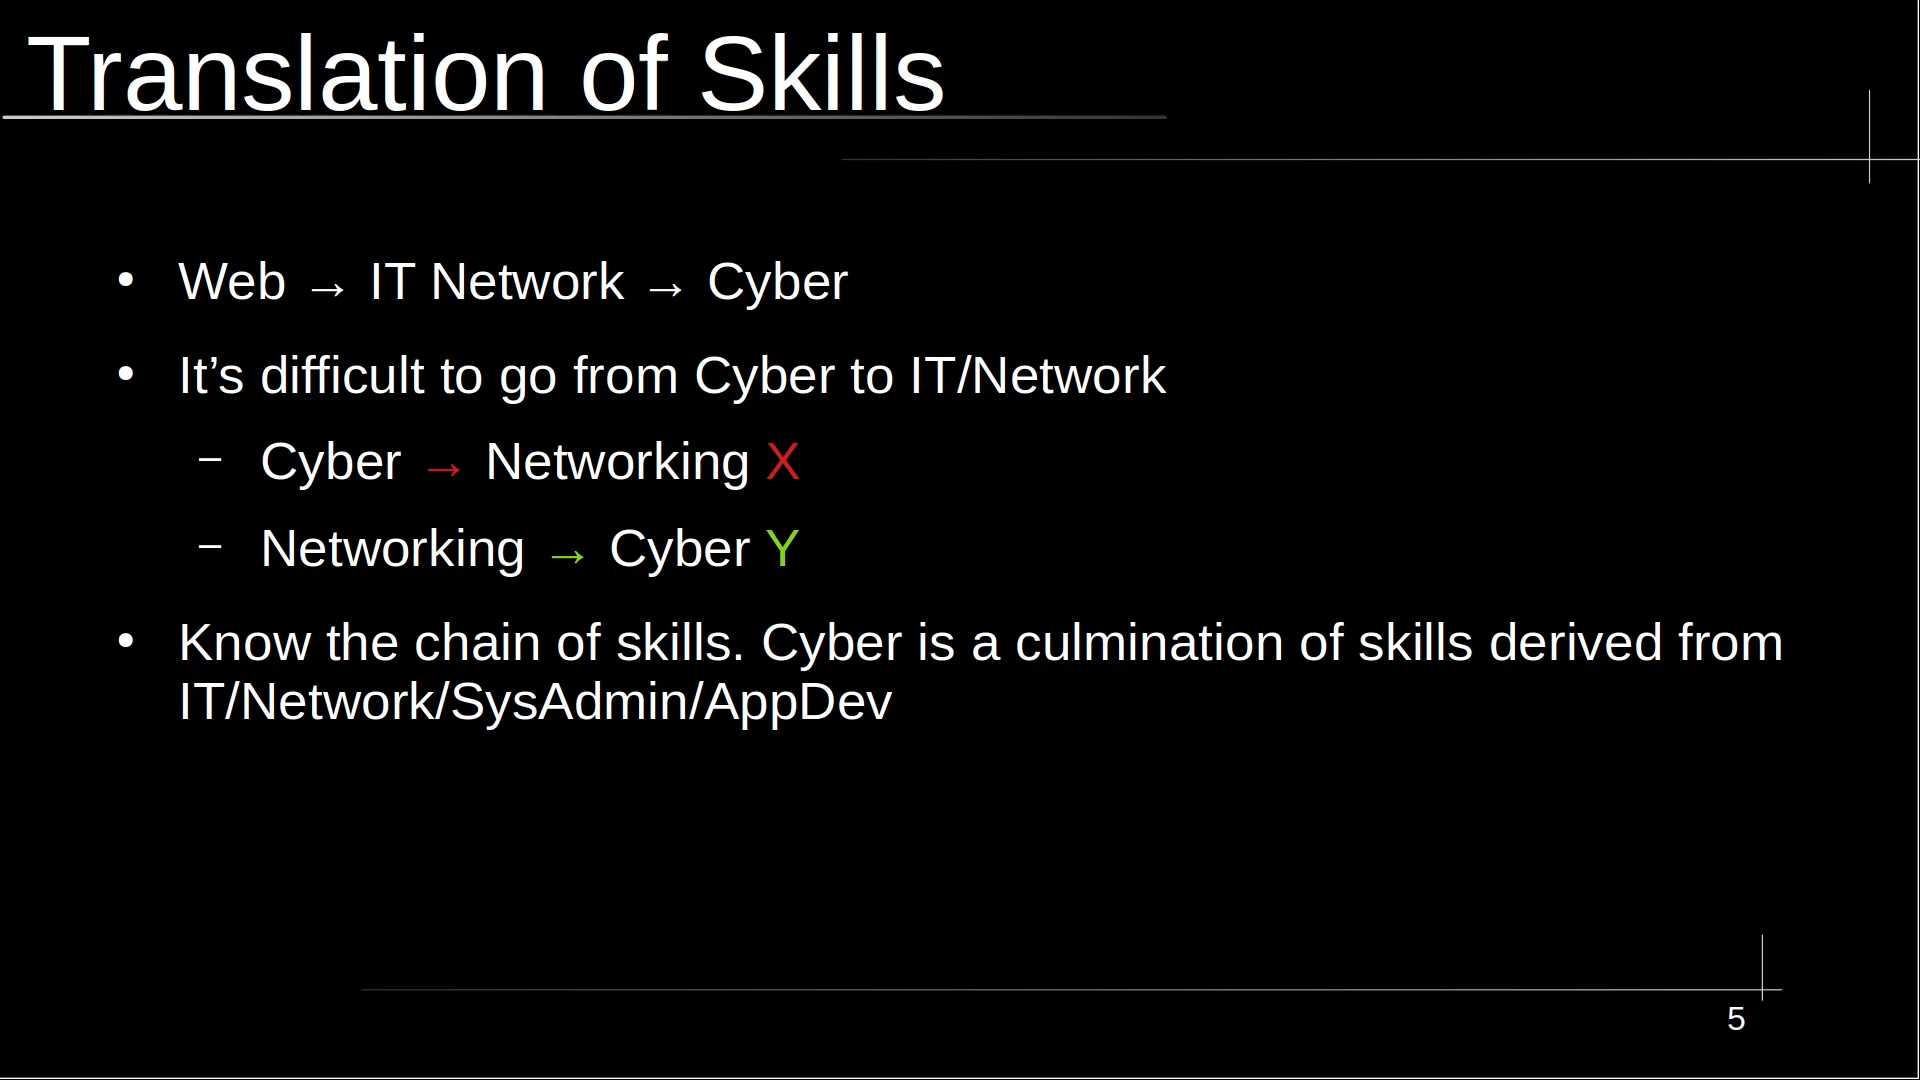 Translation of Skills
• Web → IT Network → Cyber
• It’s difficult to go from Cyber to IT/Network
– Cyber → Networking X
– Networking → Cyber Y
• Know the chain of skills. Cyber is a culmination of skills derived from
IT/Network/SysAdmin/AppDev
5